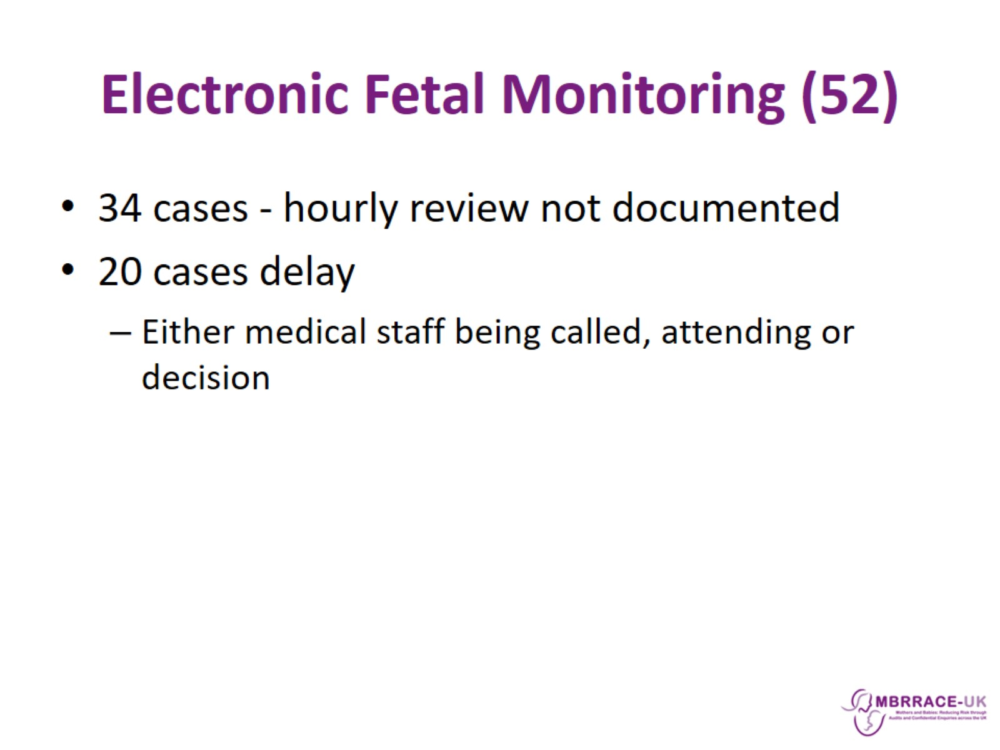 Electronic Fetal Monitoring (52)
• 34 cases - hourly review not documented
• 20 cases delay
– Either medical staff being called, attending or
decision
MBRRACE-UK
Mothers and Babies: Reducing Risk through
Audits and Confidential Enquiries across the UK